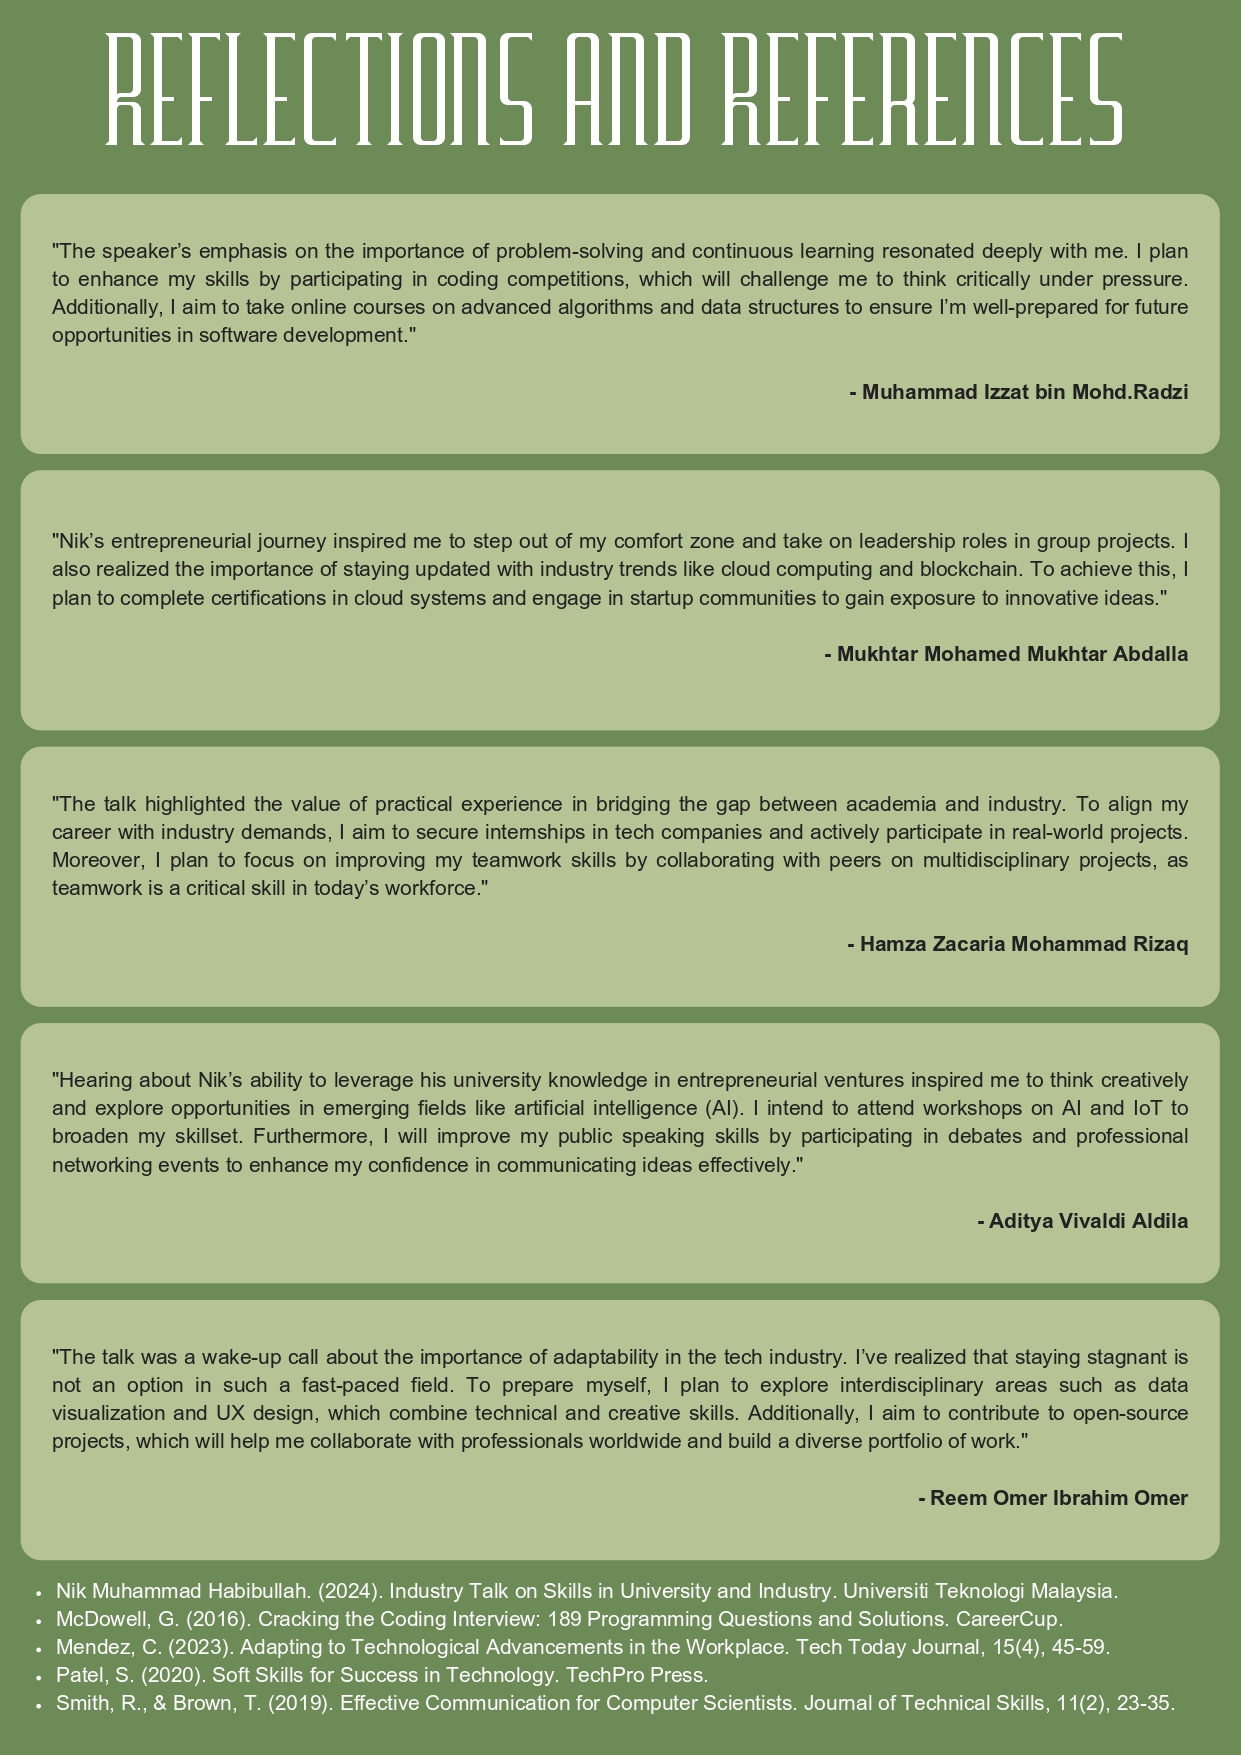 REFLECTIONS AND REFERENCES
"The speaker’s emphasis on the importance of problem-solving and continuous learning resonated deeply with me. I plan
to enhance my skills by participating in coding competitions, which will challenge me to think critically under pressure.
Additionally, I aim to take online courses on advanced algorithms and data structures to ensure I’m well-prepared for future
opportunities in software development."
- Muhammad Izzat bin Mohd.Radzi
"Nik’s entrepreneurial journey inspired me to step out of my comfort zone and take on leadership roles in group projects. I
also realized the importance of staying updated with industry trends like cloud computing and blockchain. To achieve this, I
plan to complete certifications in cloud systems and engage in startup communities to gain exposure to innovative ideas."
- Mukhtar Mohamed Mukhtar Abdalla
"The talk highlighted the value of practical experience in bridging the gap between academia and industry. To align my
career with industry demands, I aim to secure internships in tech companies and actively participate in real-world projects.
Moreover, I plan to focus on improving my teamwork skills by collaborating with peers on multidisciplinary projects, as
teamwork is a critical skill in today’s workforce."
- Hamza Zacaria Mohammad Rizaq
"Hearing about Nik’s ability to leverage his university knowledge in entrepreneurial ventures inspired me to think creatively
and explore opportunities in emerging fields like artificial intelligence (AI). I intend to attend workshops on AI and IoT to
broaden my skillset. Furthermore, I will improve my public speaking skills by participating in debates and professional
networking events to enhance my confidence in communicating ideas effectively."
- Aditya Vivaldi Aldila
"The talk was a wake-up call about the importance of adaptability in the tech industry. I’ve realized that staying stagnant is
not an option in such a fast-paced field. To prepare myself, I plan to explore interdisciplinary areas such as data
visualization and UX design, which combine technical and creative skills. Additionally, I aim to contribute to open-source
projects, which will help me collaborate with professionals worldwide and build a diverse portfolio of work."
- Reem Omer Ibrahim Omer
• Nik Muhammad Habibullah. (2024). Industry Talk on Skills in University and Industry. Universiti Teknologi Malaysia.
• McDowell, G. (2016). Cracking the Coding Interview: 189 Programming Questions and Solutions. CareerCup.
• Mendez, C. (2023). Adapting to Technological Advancements in the Workplace. Tech Today Journal, 15(4), 45-59.
• Patel, S. (2020). Soft Skills for Success in Technology. TechPro Press.
• Smith, R., & Brown, T. (2019). Effective Communication for Computer Scientists. Journal of Technical Skills, 11(2), 23-35.